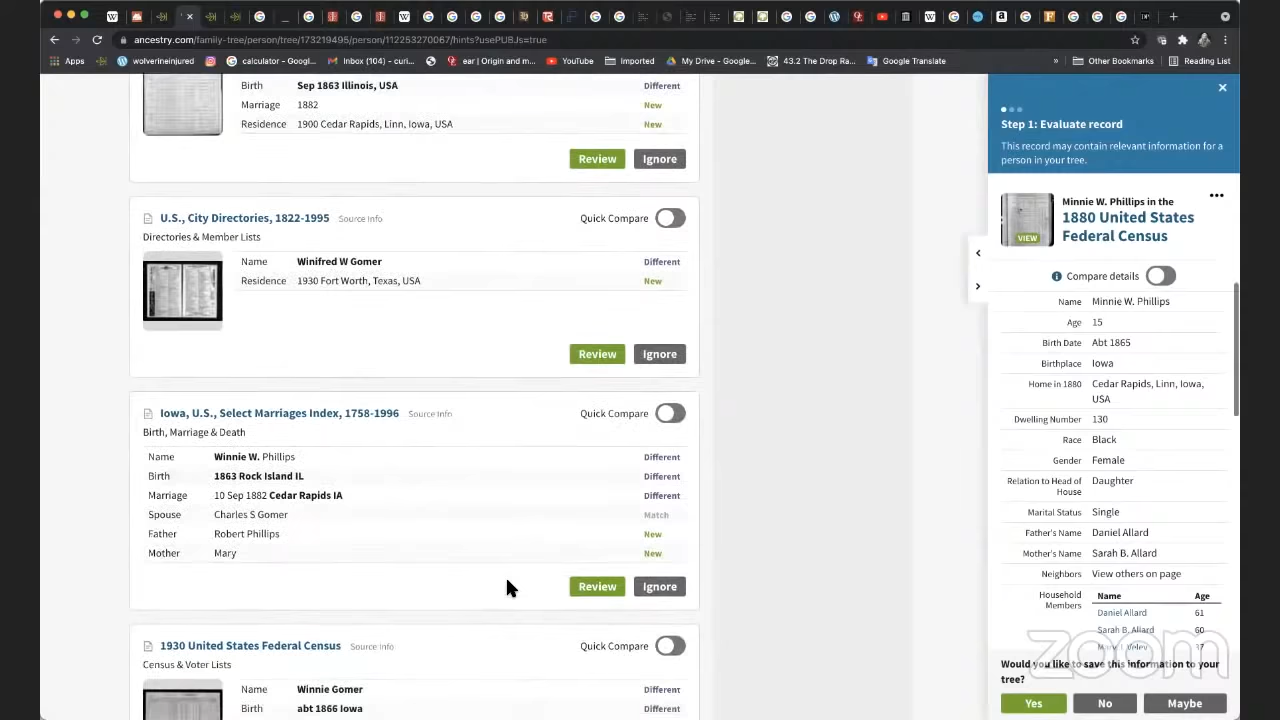 ancestry.com/family-tree/person/tree/173219495/person/112253270067/hints?usePUBJs=true
Apps
wolverineinjured
calculator - Googl...
Inbox (104) - curi...
ear | Origin and m...
YouTube
Imported
My Drive - Google...
43.2 The Drop Ra...
Google Translate
»
Other Bookmarks
Reading List
Birth Sep 1863 Illinois, USA Different
Marriage 1882 New
Residence 1900 Cedar Rapids, Linn, Iowa, USA New
Review Ignore
U.S., City Directories, 1822-1995 Source Info Quick Compare
Directories & Member Lists
Name Winifred W Gomer Different
Residence 1930 Fort Worth, Texas, USA New
Review Ignore
Iowa, U.S., Select Marriages Index, 1758-1996 Source Info Quick Compare
Birth, Marriage & Death
Name Winnie W. Phillips Different
Birth 1863 Rock Island IL Different
Marriage 10 Sep 1882 Cedar Rapids IA Different
Spouse Charles S Gomer Match
Father Robert Phillips New
Mother Mary New
Review Ignore
1930 United States Federal Census Source Info Quick Compare
Census & Voter Lists
Name Winnie Gomer Different
Birth abt 1866 Iowa Different
Step 1: Evaluate record
This record may contain relevant information for a
person in your tree.
VIEW
Minnie W. Phillips in the
1880 United States
Federal Census
Compare details
Name Minnie W. Phillips
Age 15
Birth Date Abt 1865
Birthplace Iowa
Home in 1880 Cedar Rapids, Linn, Iowa,
USA
Dwelling Number 130
Race Black
Gender Female
Relation to Head of Daughter
House
Marital Status Single
Father's Name Daniel Allard
Mother's Name Sarah B. Allard
Neighbors View others on page
Household Name Age
Members
Daniel Allard 61
Sarah B. Allard 60
zoom
Would you like to save this information to your
tree?
Yes No Maybe